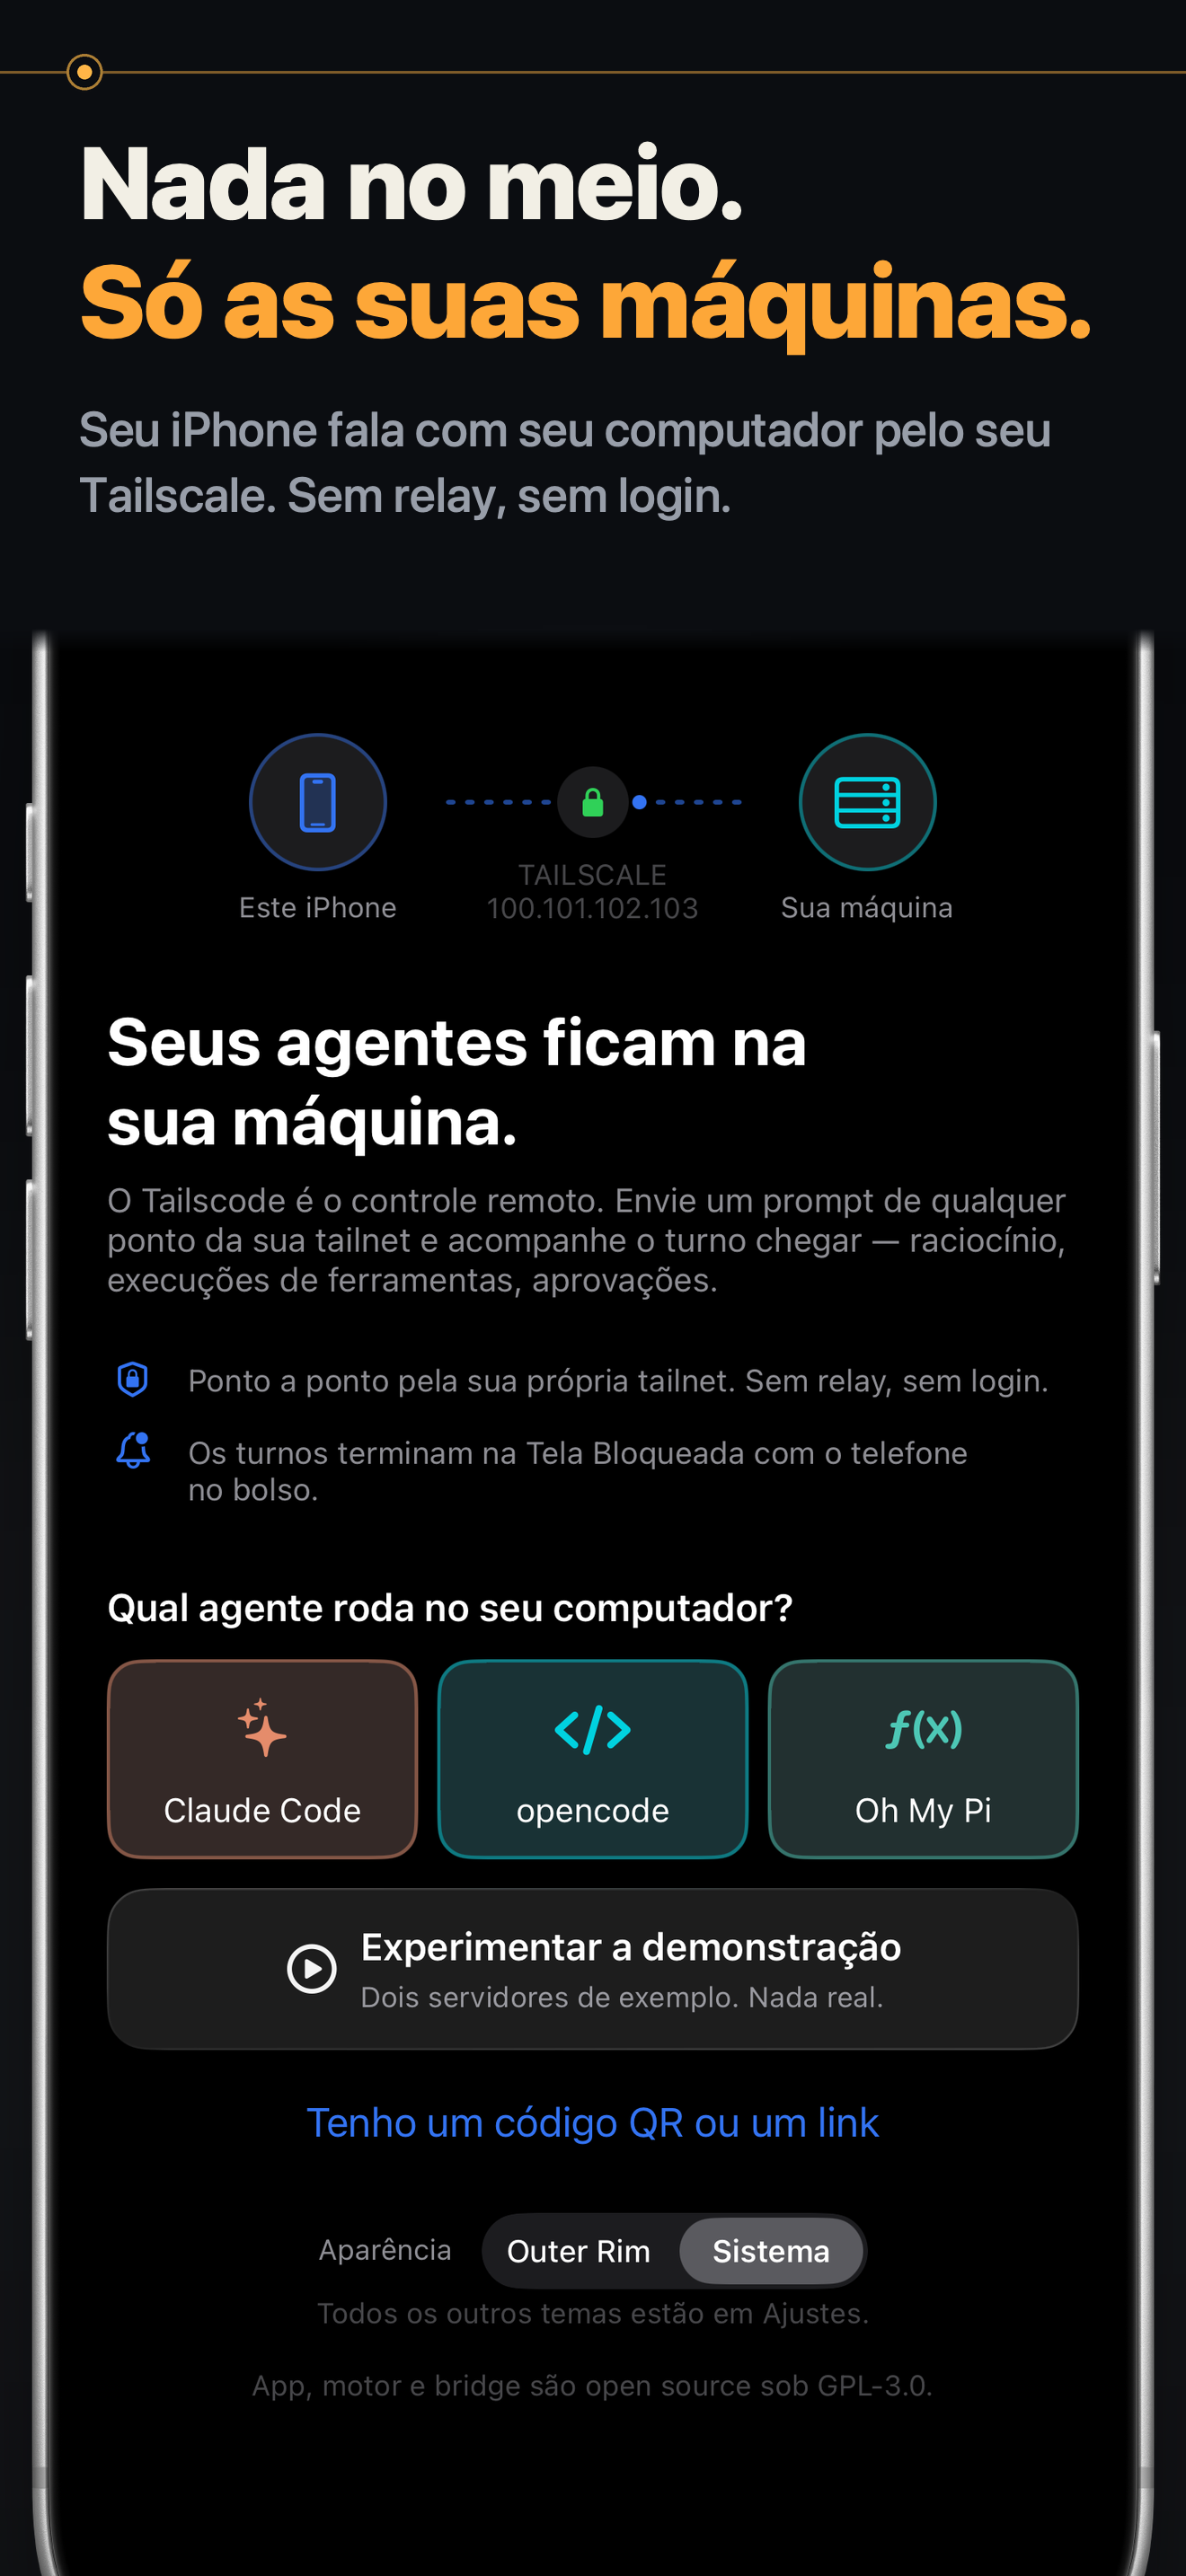 Nada no meio.
Só as suas máquinas.
Seu iPhone fala com seu computador pelo seu
Tailscale. Sem relay, sem login.
TAILSCALE
100.101.102.103
Este iPhone
Sua máquina
Seus agentes ficam na
sua máquina.
O Tailscode é o controle remoto. Envie um prompt de qualquer
ponto da sua tailnet e acompanhe o turno chegar — raciocínio,
execuções de ferramentas, aprovações.
Ponto a ponto pela sua própria tailnet. Sem relay, sem login.
Os turnos terminam na Tela Bloqueada com o telefone
no bolso.
Qual agente roda no seu computador?
Claude Code
</>
opencode
f(x)
Oh My Pi
Experimentar a demonstração
Dois servidores de exemplo. Nada real.
Tenho um código QR ou um link
Aparência
Outer Rim
Sistema
Todos os outros temas estão em Ajustes.
App, motor e bridge são open source sob GPL-3.0.